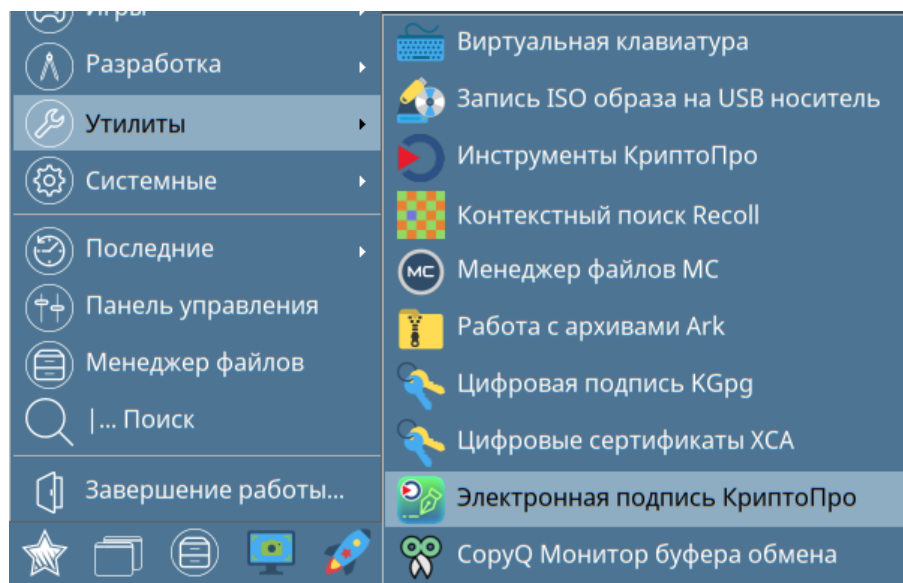 Игры
Разработка
Утилиты
Системные
Последние
Панель управления
Менеджер файлов
|... Поиск
Завершение работы...
Виртуальная клавиатура
Запись ISO образа на USB носитель
Инструменты КриптоПро
Контекстный поиск Recoll
MC
Менеджер файлов MC
Работа с архивами Ark
Цифровая подпись KGpg
Цифровые сертификаты XCA
Электронная подпись КриптоПро
CopyQ Монитор буфера обмена